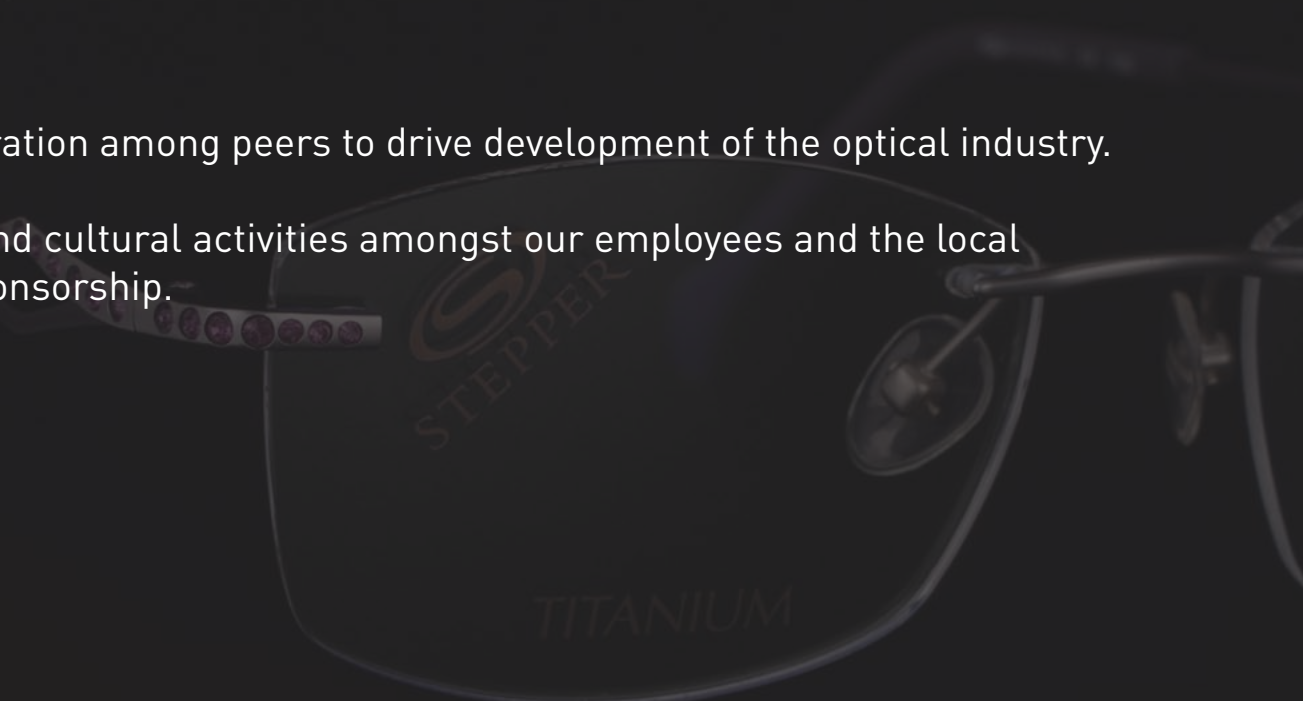 ration among peers to drive development of the optical industry.
nd cultural activities amongst our employees and the local
onsorship.
STEPPER
TITANIUM